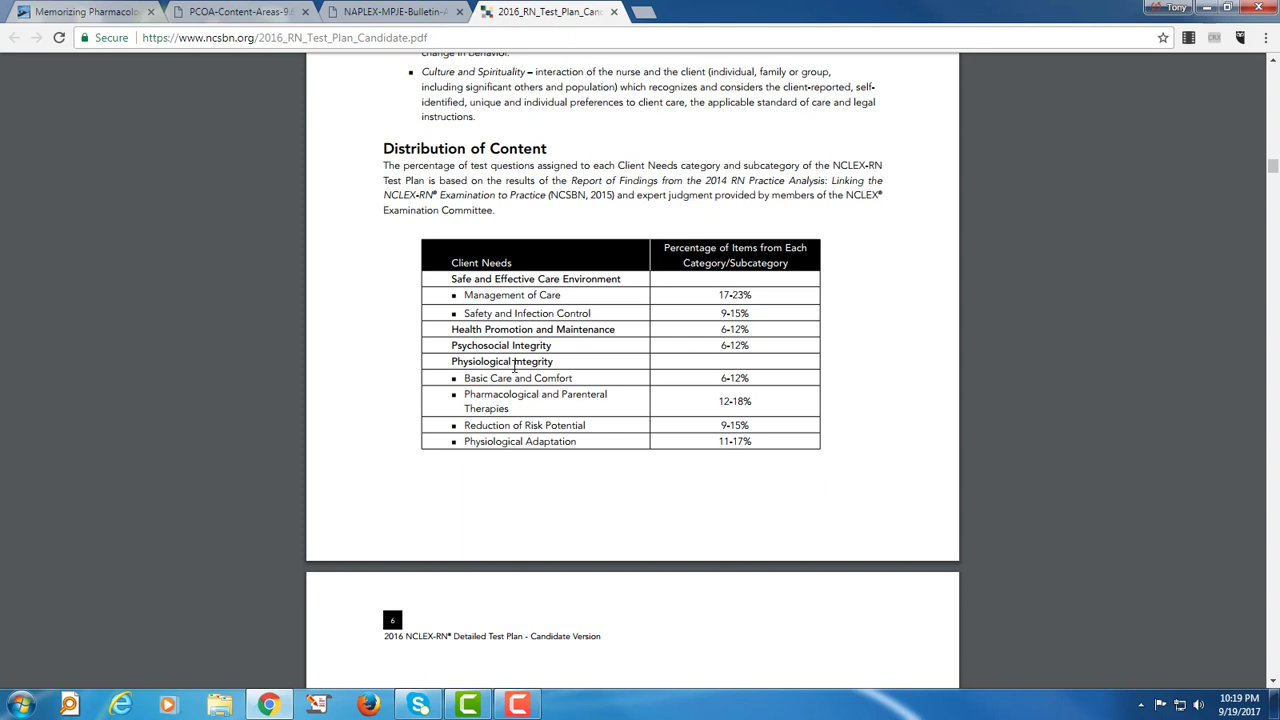 Memorizing Pharmacolo
PCOA-Content-Areas-9
NAPLEX-MPJE-Bulletin-
2016_RN_Test_Plan_Can
Tony
Secure
https://www.ncsbn.org/2016_RN_Test_Plan_Candidate.pdf
change in behavior.
▪ Culture and Spirituality – interaction of the nurse and the client (individual, family or group,
including significant others and population) which recognizes and considers the client-reported, self-
identified, unique and individual preferences to client care, the applicable standard of care and legal
instructions.
Distribution of Content
The percentage of test questions assigned to each Client Needs category and subcategory of the NCLEX-RN
Test Plan is based on the results of the Report of Findings from the 2014 RN Practice Analysis: Linking the
NCLEX-RN® Examination to Practice (NCSBN, 2015) and expert judgment provided by members of the NCLEX®
Examination Committee.
Client Needs
Percentage of Items from Each
Category/Subcategory
Safe and Effective Care Environment
▪ Management of Care 17-23%
▪ Safety and Infection Control 9-15%
Health Promotion and Maintenance 6-12%
Psychosocial Integrity 6-12%
Physiological Integrity
▪ Basic Care and Comfort 6-12%
▪ Pharmacological and Parenteral
Therapies 12-18%
▪ Reduction of Risk Potential 9-15%
▪ Physiological Adaptation 11-17%
6
2016 NCLEX-RN® Detailed Test Plan - Candidate Version
10:19 PM
9/19/2017